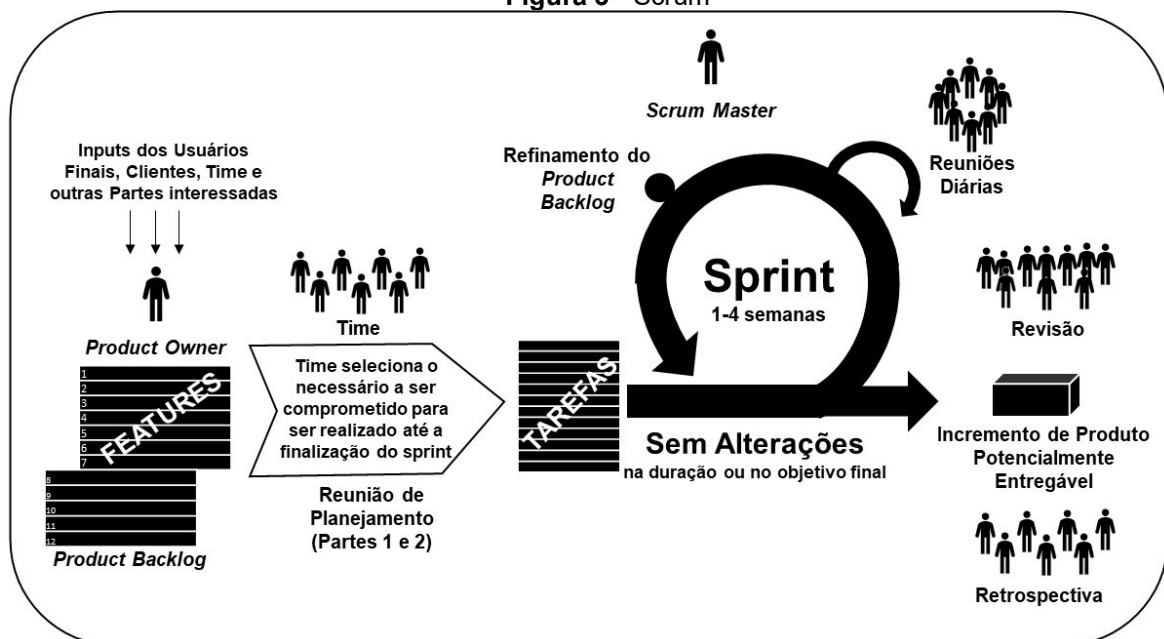 Figura 3 - Scrum
Scrum Master
Inputs dos Usuários
Finais, Clientes, Time e
outras Partes interessadas
Refinamento do
Product
Backlog
Reuniões
Diárias
Sprint
1-4 semanas
Time
Revisão
Product Owner
1
2
3
4
5
6
7
FEATURES
Time seleciona o
necessário a ser
comprometido para
ser realizado até a
finalização do sprint
TAREFAS
Sem Alterações
na duração ou no objetivo final
Incremento de Produto
Potencialmente
Entregável
8
9
10
11
12
Product Backlog
Reunião de
Planejamento
(Partes 1 e 2)
Retrospectiva